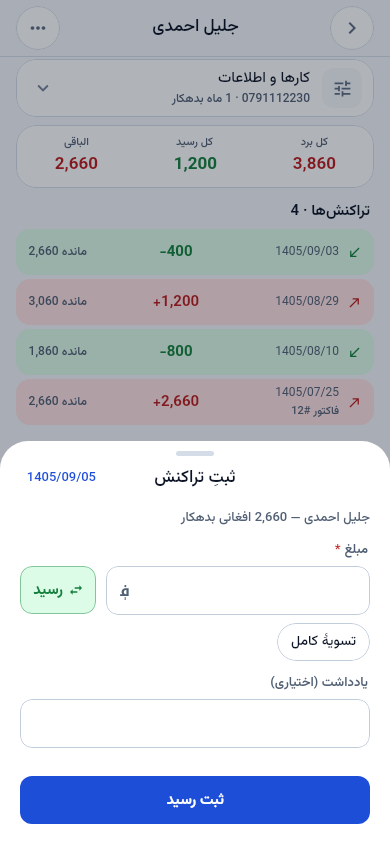 جلیل احمدی
کارها و اطلاعات
0791112230 · 1 ماه بدهکار
کل برد
کل رسید
الباقی
3,860
1,200
2,660
تراکنش‌ها · 4
1405/09/03
−400
مانده 2,660
1405/08/29
+1,200
مانده 3,060
1405/08/10
−800
مانده 1,860
1405/07/25
فاکتور #12
+2,660
مانده 2,660
ثبتِ تراکنش
1405/09/05
جلیل احمدی — 2,660 افغانی بدهکار
مبلغ *
؋
رسید
تسویهٔ کامل
یادداشت (اختیاری)
ثبت رسید